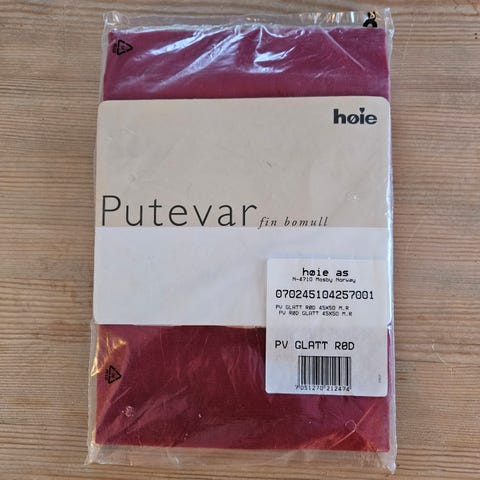 høie
Putevar fin bomull
høie as
N-4710 Mosby Norway
070245104257001
PV GLATT RØD 45X50 M.R
PV RØD GLATT 45X50 M.R
PV GLATT RØD
7051270212474